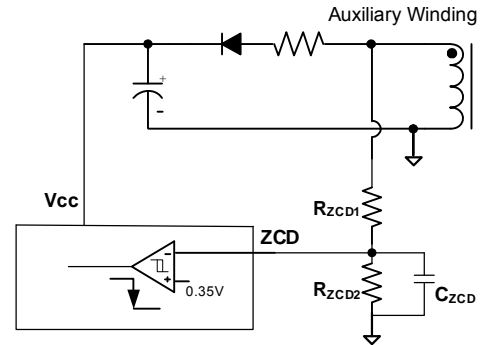 Auxiliary Winding
+
-
Vcc
RZCD1
ZCD
-
+
0.35V
RZCD2
CZCD